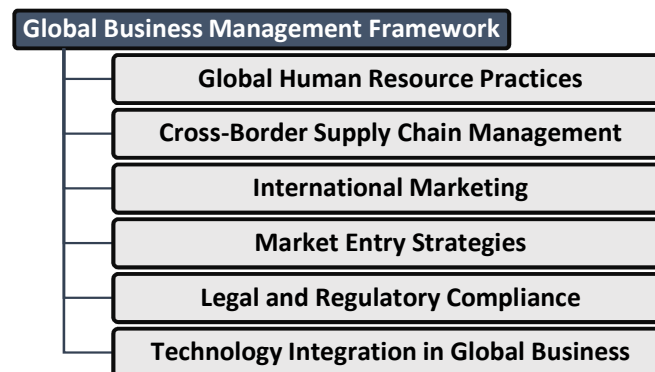 Global Business Management Framework
Global Human Resource Practices
Cross-Border Supply Chain Management
International Marketing
Market Entry Strategies
Legal and Regulatory Compliance
Technology Integration in Global Business